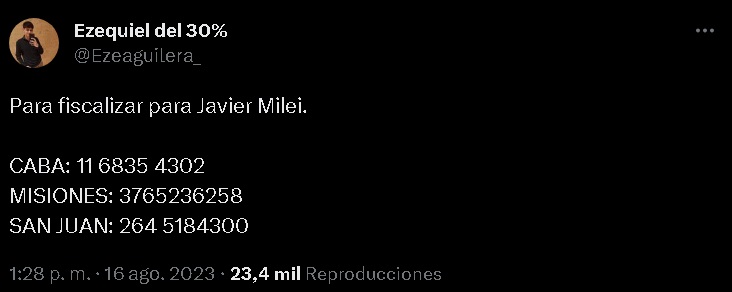 Ezequiel del 30%
@Ezeaguilera_
Para fiscalizar para Javier Milei.
CABA: 11 6835 4302
MISIONES: 3765236258
SAN JUAN: 264 5184300
1:28 p. m. · 16 ago. 2023 · 23,4 mil Reproducciones